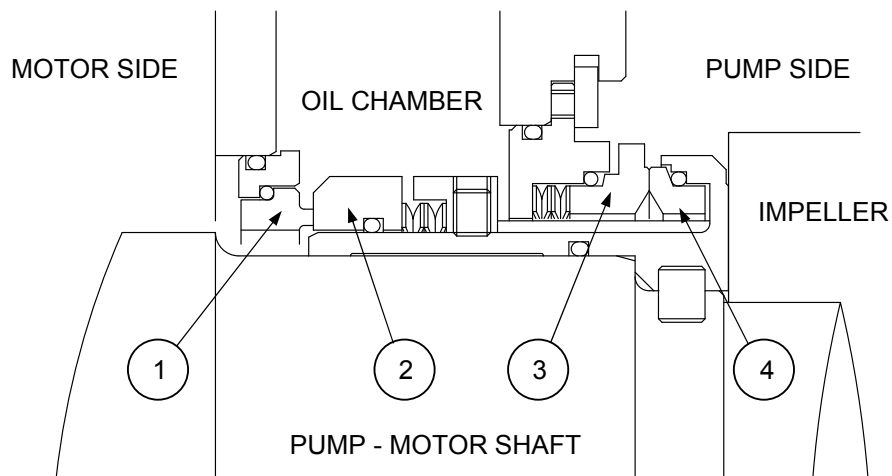 MOTOR SIDE
OIL CHAMBER
PUMP SIDE
IMPELLER
1
2
3
4
PUMP - MOTOR SHAFT